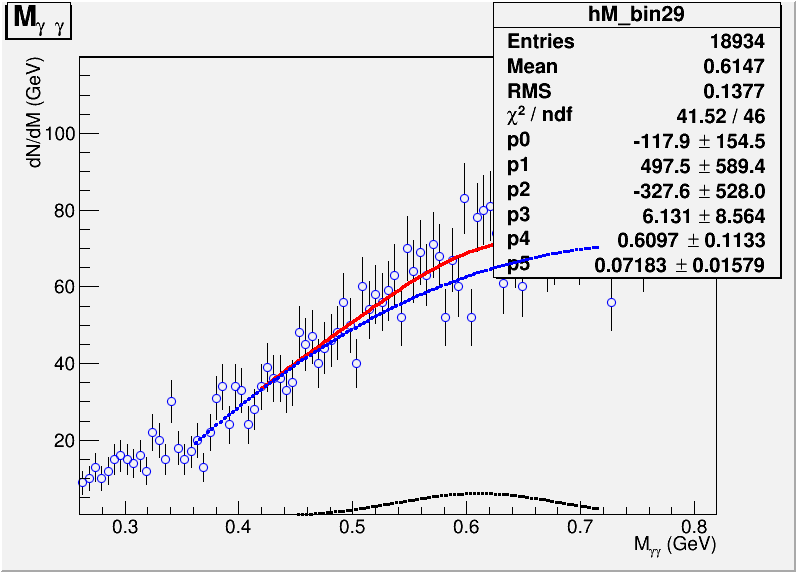 Mγ γ
hM_bin29
Entries 18934
Mean 0.6147
RMS 0.1377
χ² / ndf 41.52 / 46
p0 -117.9 ± 154.5
p1 497.5 ± 589.4
p2 -327.6 ± 528.0
p3 6.131 ± 8.564
p4 0.6097 ± 0.1133
p5 0.07183 ± 0.01579
dN/dM (GeV)
100
80
60
40
20
0.3 0.4 0.5 0.6 0.7 0.8
Mγγ (GeV)